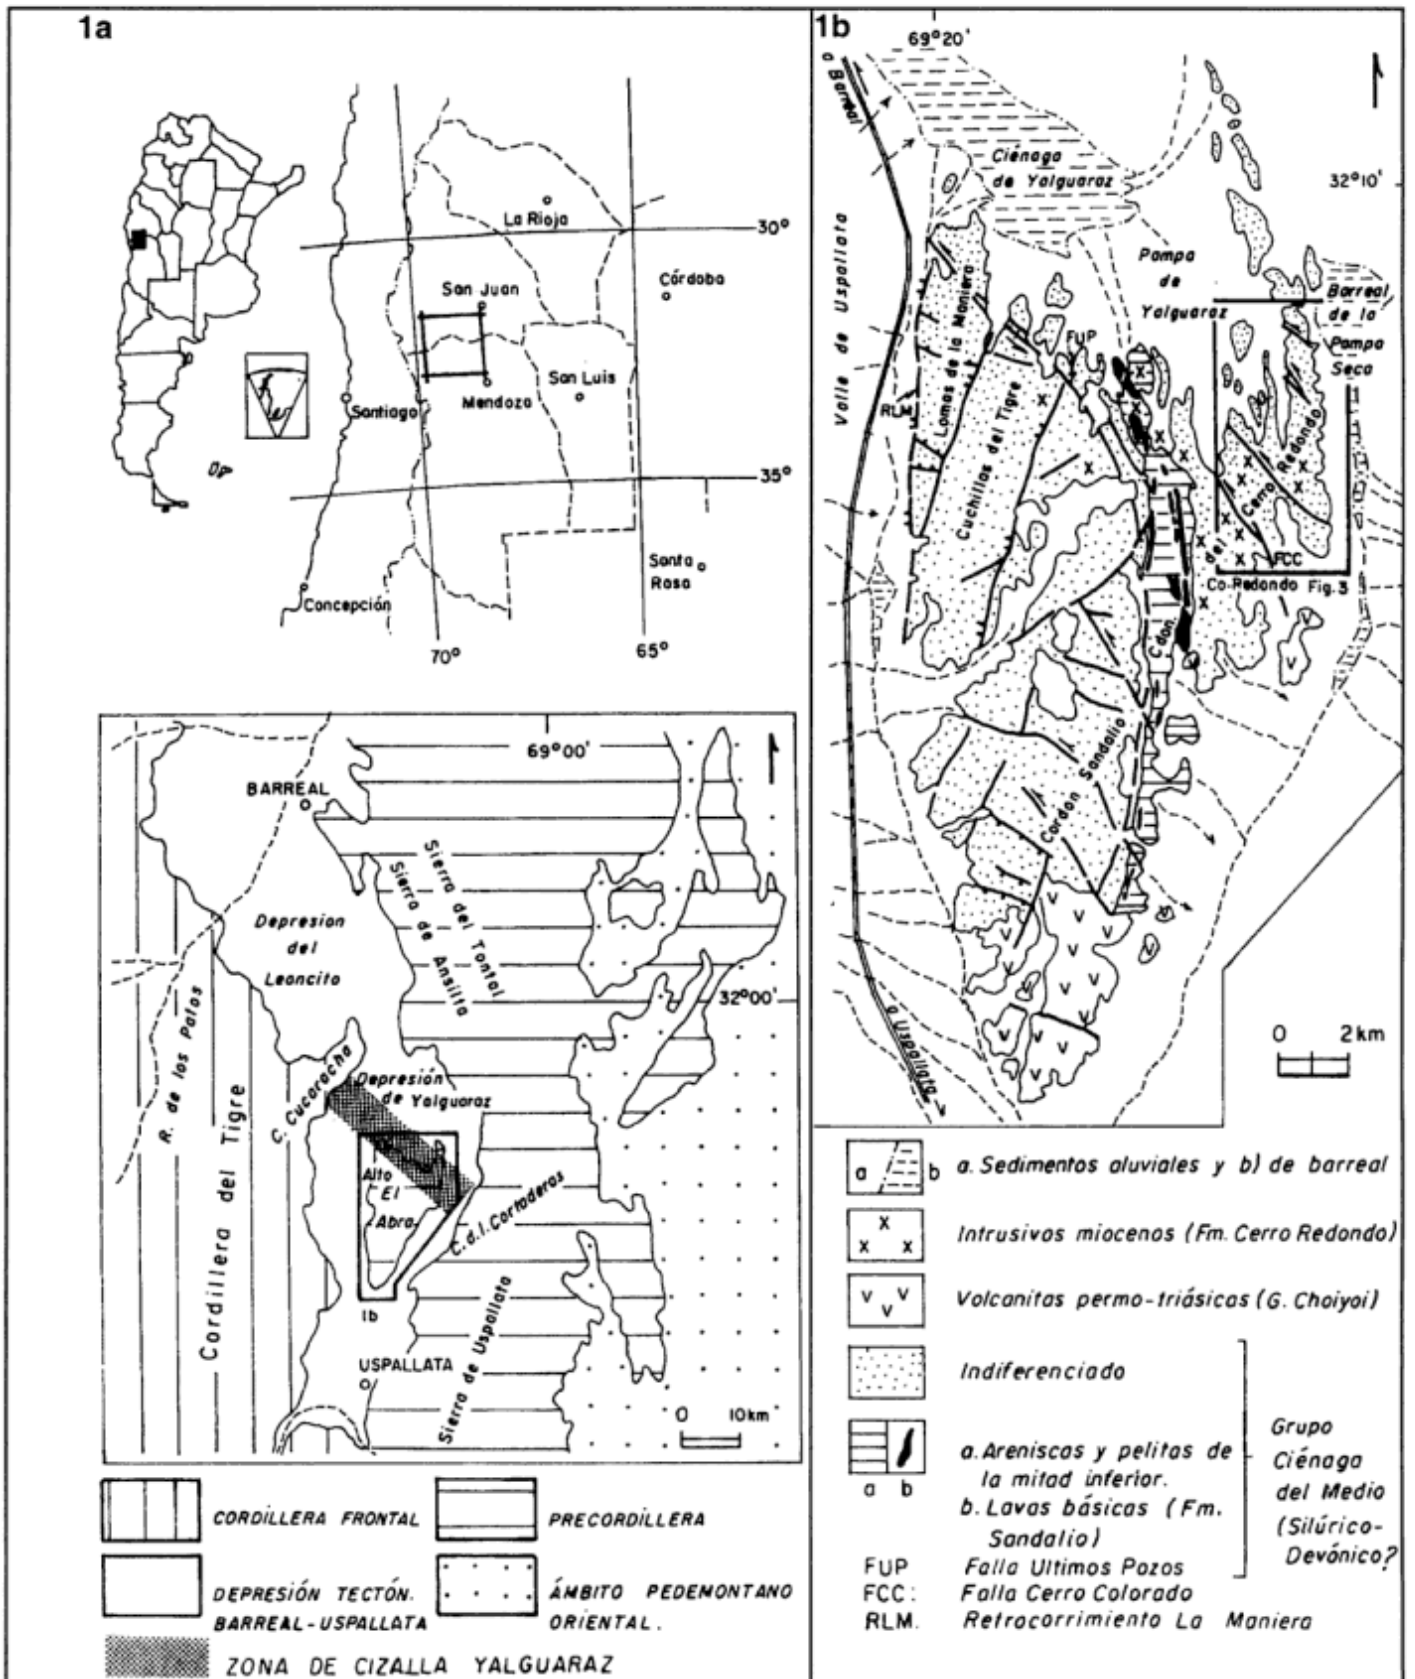 1a
La Rioja
30°
Córdoba
San Juan
San Luis
Mendoza
Santiago
35°
Santa
Rosa
Concepción
70°
65°
69°00'
BARREAL
Sierra del Tontal
Sierra de Ansilta
Depresion
del
Leoncito
32°00'
R. de los Patos
C. Cucaracha
Depresión
de Yalguaraz
Cordillera del Tigre
Alto
El
Abra
C.d.l. Cortaderas
1b
USPALLATA
Sierra de Uspallata
0 10km
CORDILLERA FRONTAL
PRECORDILLERA
DEPRESIÓN TECTÓN.
BARREAL-USPALLATA
ÁMBITO PEDEMONTANO
ORIENTAL.
ZONA DE CIZALLA YALGUARAZ
1b
69°20'
a Barreal
Ciénaga
de Yalguaraz
32°10'
Valle de Uspallata
Pampa
de
Yalguaraz
Barreal
de la
Pampa
Seca
Lomas de la Maniera
FUP
RLM
Cuchillas del Tigre
Cdon. del Cerro Redondo
FCC
Co. Redondo Fig. 3
Cordon Sandalio
a Uspallata
0 2km
a b
a. Sedimentos aluviales y b) de barreal
Intrusivos miocenos (Fm. Cerro Redondo)
Volcanitas permo-triásicas (G. Choiyoi)
Indiferenciado
a. Areniscas y pelitas de
la mitad inferior.
a b
b. Lavas básicas (Fm.
Sandalio)
Grupo
Ciénaga
del Medio
(Silúrico-
Devónico?
FUP Falla Ultimos Pozos
FCC: Falla Cerro Colorado
RLM. Retrocorrimiento La Maniera